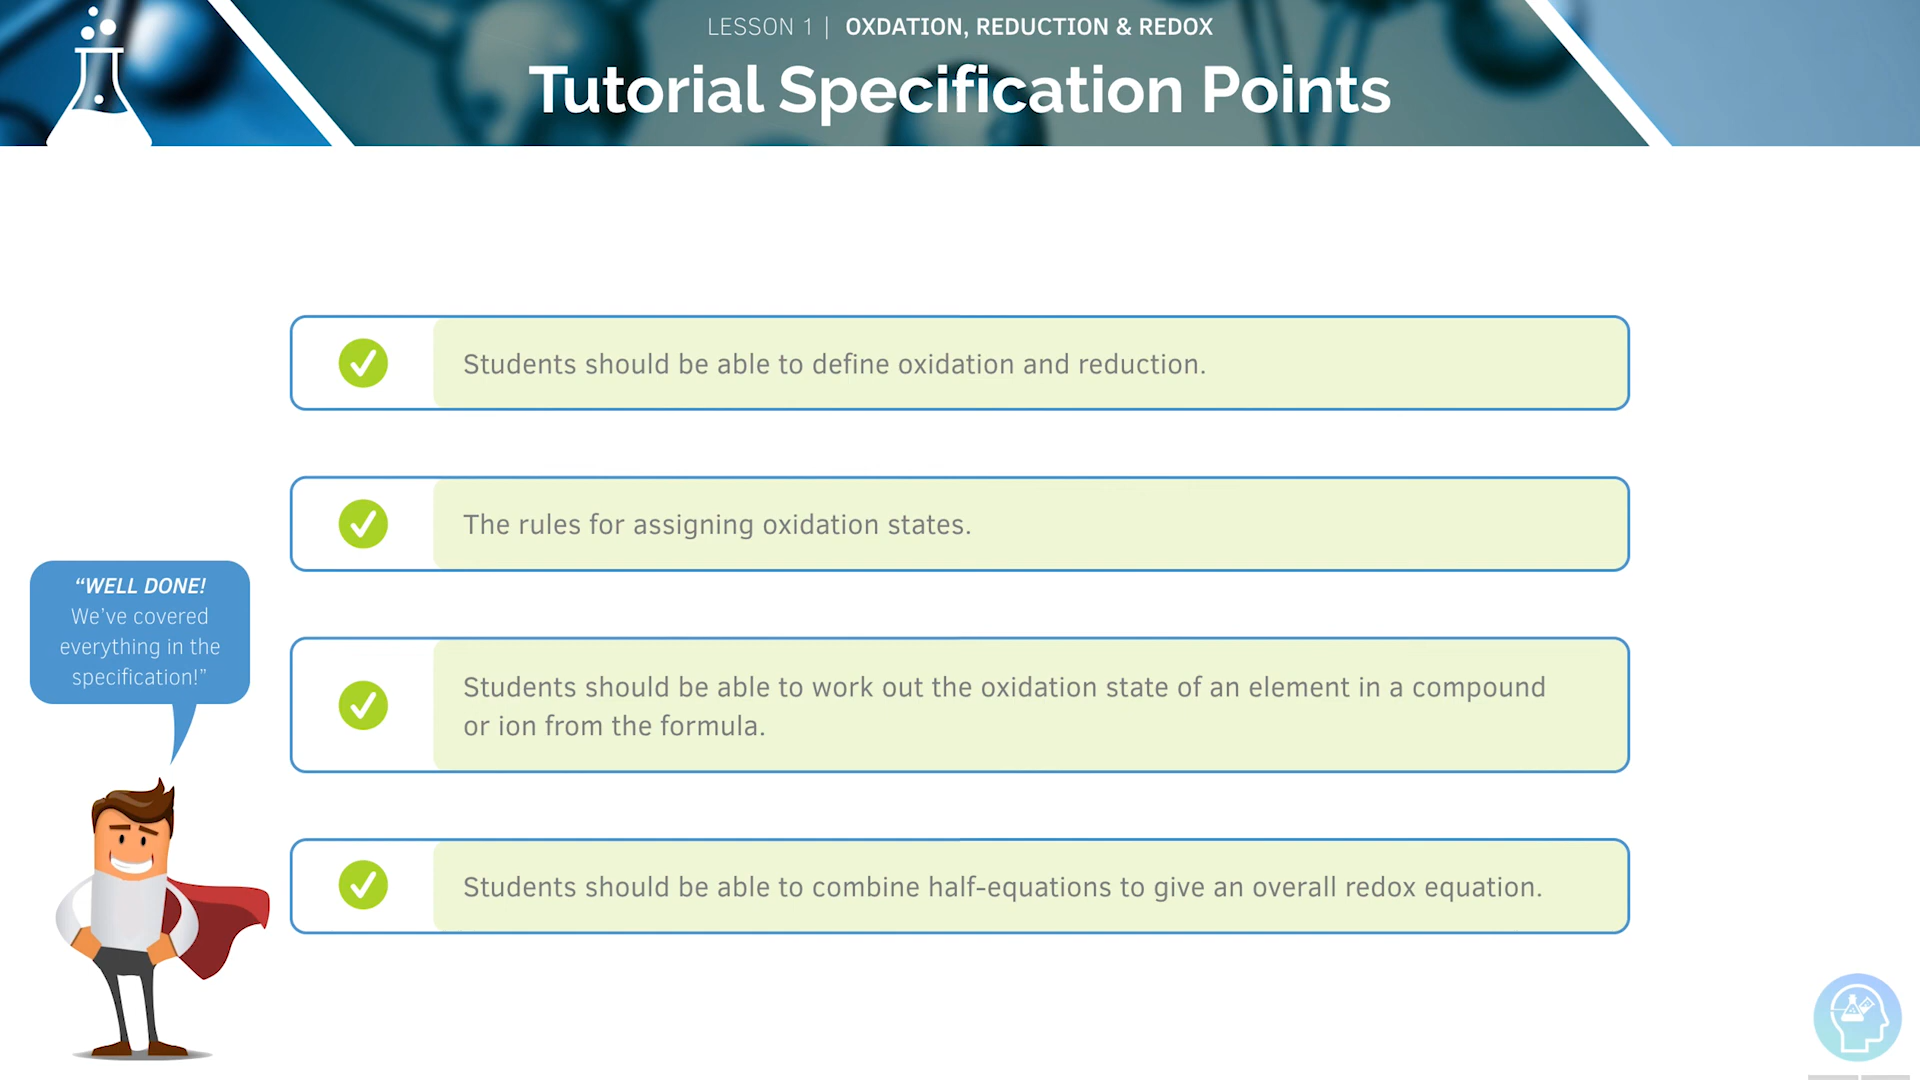 LESSON 1 | OXDATION, REDUCTION & REDOX
Tutorial Specification Points
Students should be able to define oxidation and reduction.
The rules for assigning oxidation states.
“WELL DONE!
We’ve covered
everything in the
specification!”
Students should be able to work out the oxidation state of an element in a compound
or ion from the formula.
Students should be able to combine half-equations to give an overall redox equation.